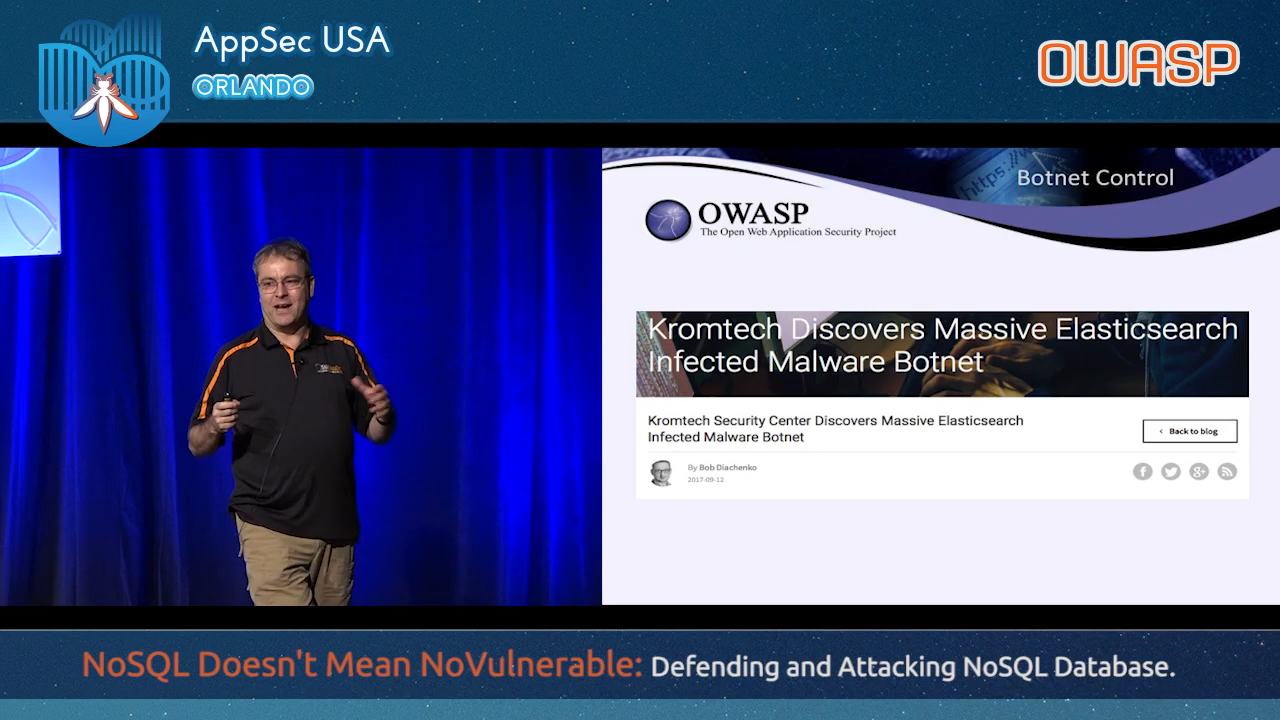 AppSec USA
ORLANDO
OWASP
https://
Botnet Control
OWASP
The Open Web Application Security Project
Kromtech Discovers Massive Elasticsearch
Infected Malware Botnet
Kromtech Security Center Discovers Massive Elasticsearch
Infected Malware Botnet
< Back to blog
By Bob Diachenko
2017-09-12
NoSQL Doesn't Mean NoVulnerable: Defending and Attacking NoSQL Database.